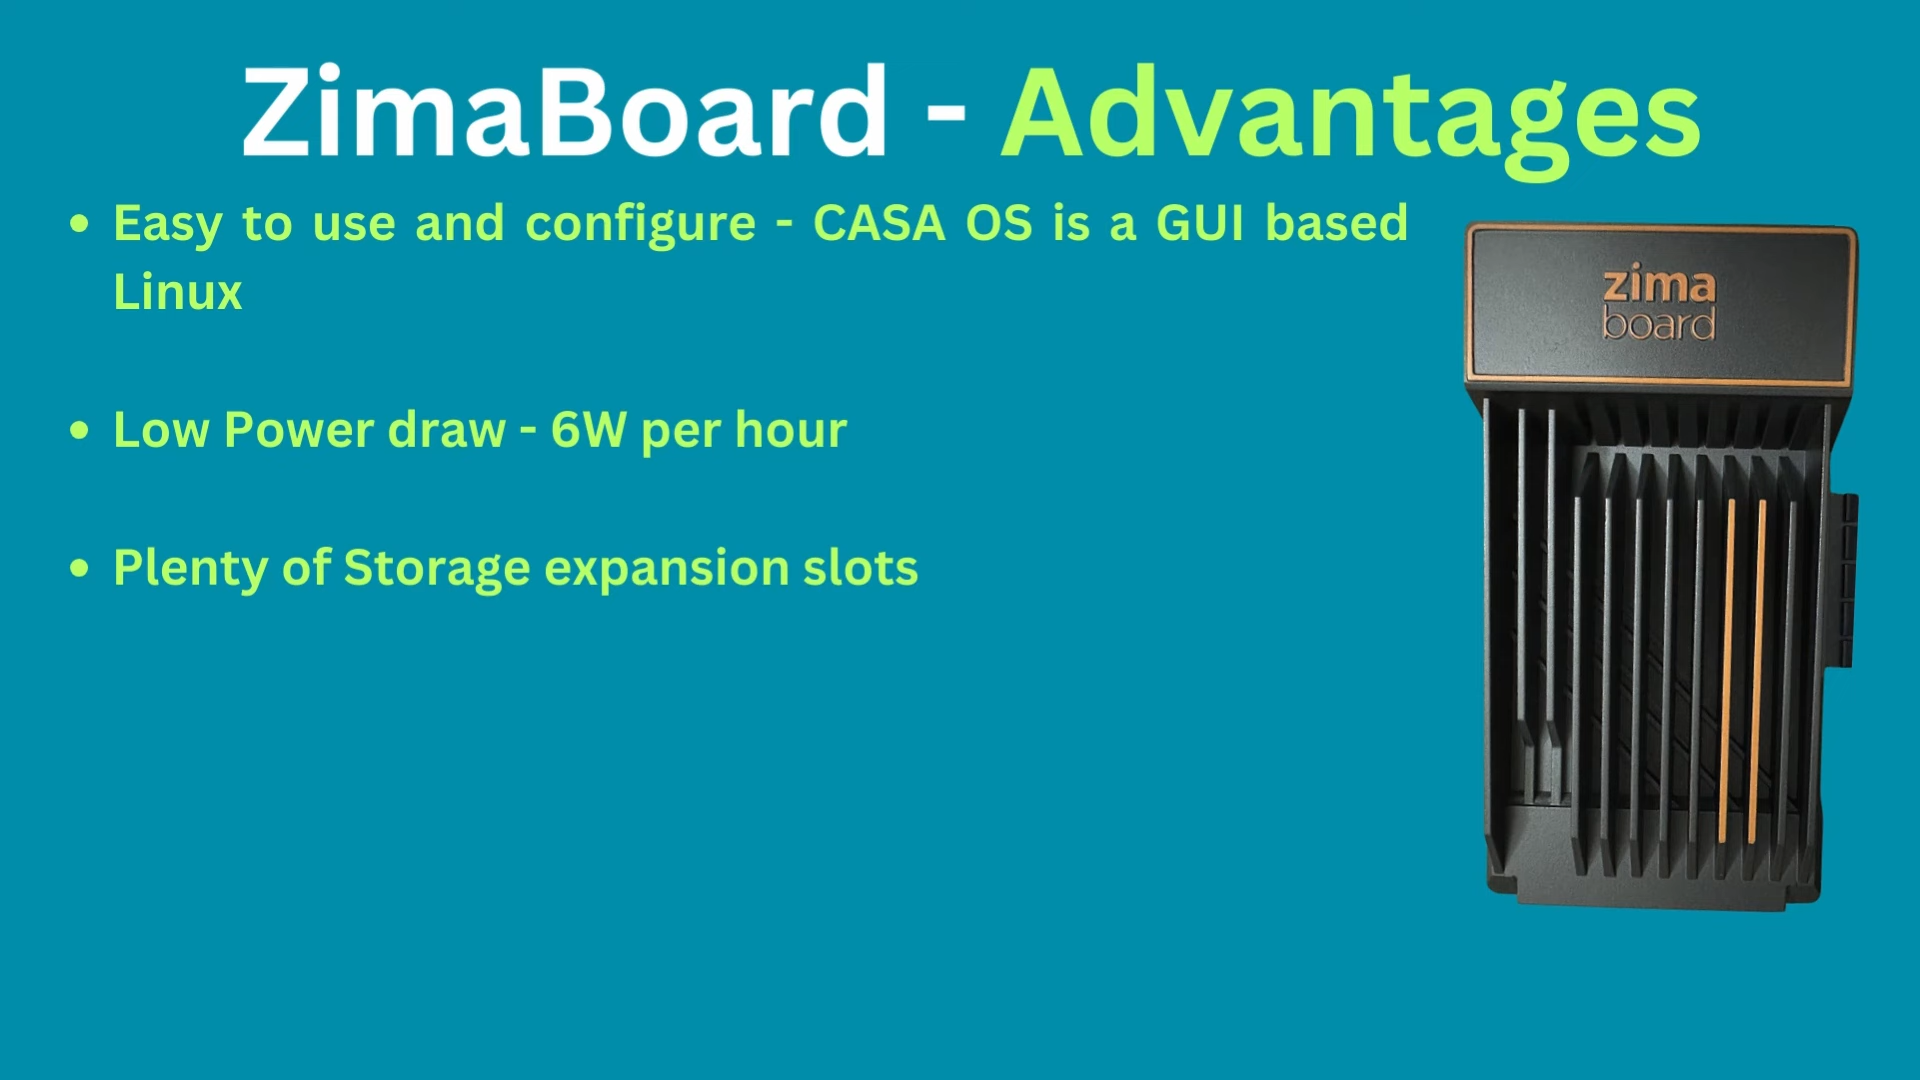 ZimaBoard - Advantages
• Easy to use and configure - CASA OS is a GUI based
Linux
• Low Power draw - 6W per hour
• Plenty of Storage expansion slots
zima
board